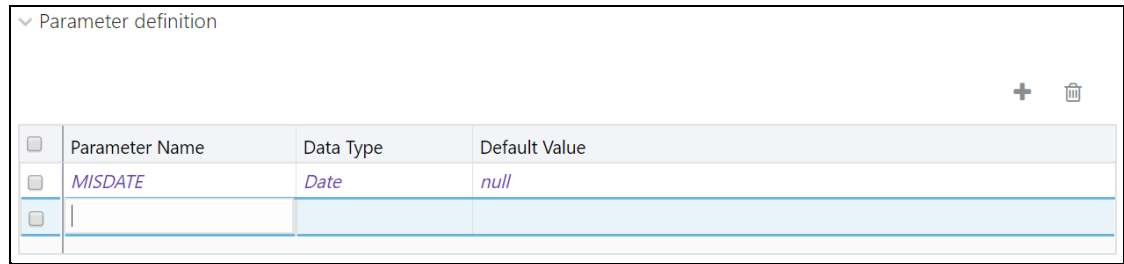 Parameter definition
Parameter Name Data Type Default Value
MISDATE Date null